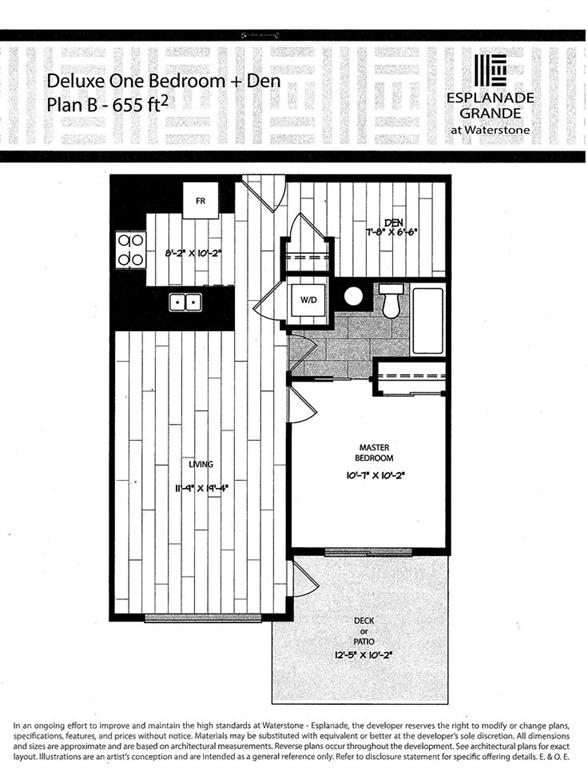 Deluxe One Bedroom + Den
Plan B - 655 ft²
ESPLANADE
GRANDE
at Waterstone
FR
8'-2" X 10'-2"
DEN
7'-8" X 6'-6"
W/D
MASTER
BEDROOM
10'-7" X 10'-2"
LIVING
11'-9" X 19'-4"
DECK
or
PATIO
12'-5" X 10'-2"
In an ongoing effort to improve and maintain the high standards at Waterstone - Esplanade, the developer reserves the right to modify or change plans,
specifications, features, and prices without notice. Materials may be substituted with equivalent or better at the developer's sole discretion. All dimensions
and sizes are approximate and are based on architectural measurements. Reverse plans occur throughout the development. See architectural plans for exact
layout. Illustrations are an artist's conception and are intended as a general reference only. Refer to disclosure statement for specific offering details. E. & O. E.